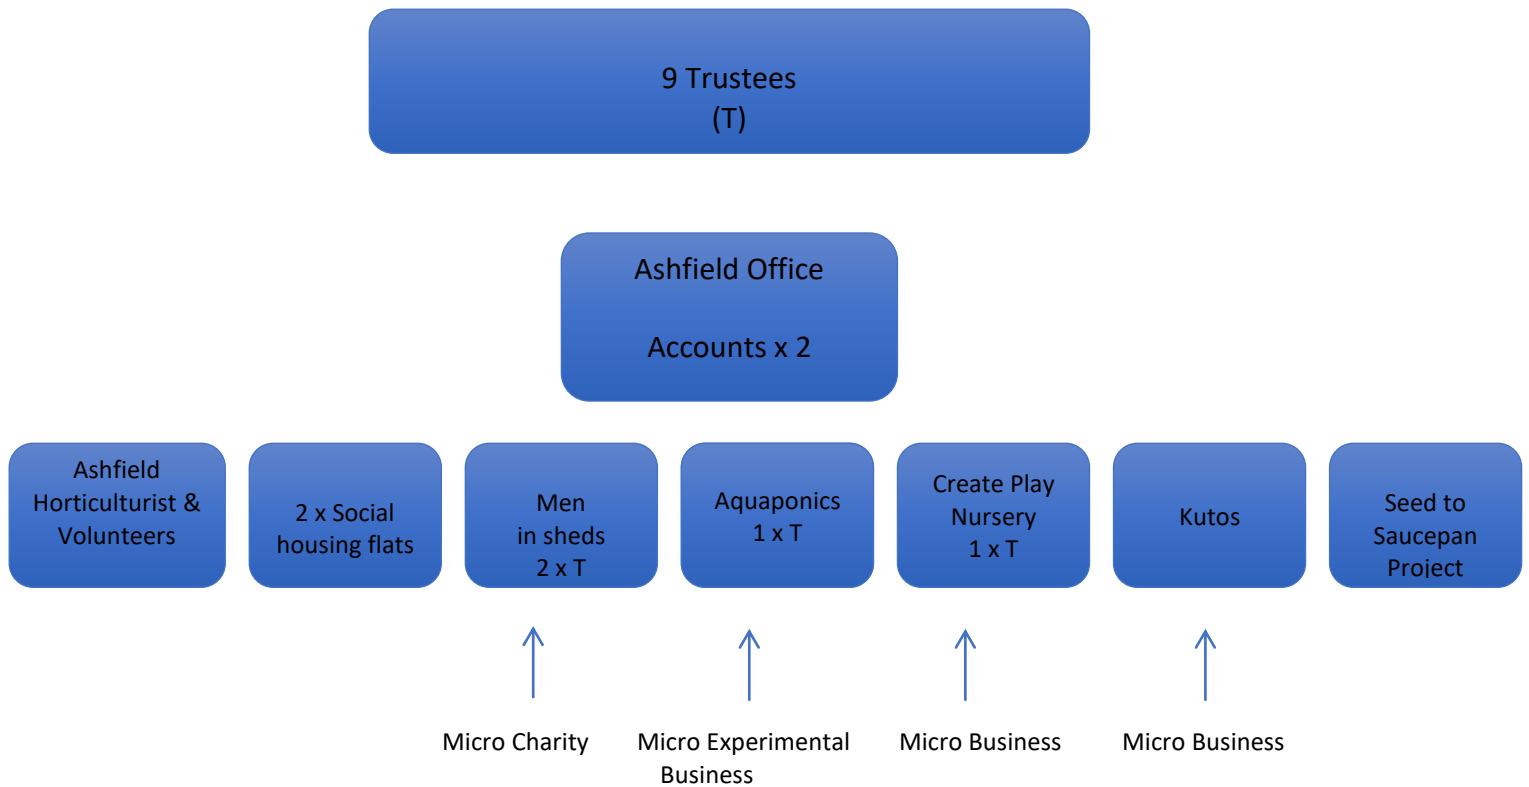 9 Trustees
(T)
Ashfield Office
Accounts x 2
Ashfield
Horticulturist &
Volunteers
2 x Social
housing flats
Men
in sheds
2 x T
Aquaponics
1 x T
Create Play
Nursery
1 x T
Kutos
Seed to
Saucepan
Project
Micro Charity
Micro Experimental
Business
Micro Business
Micro Business